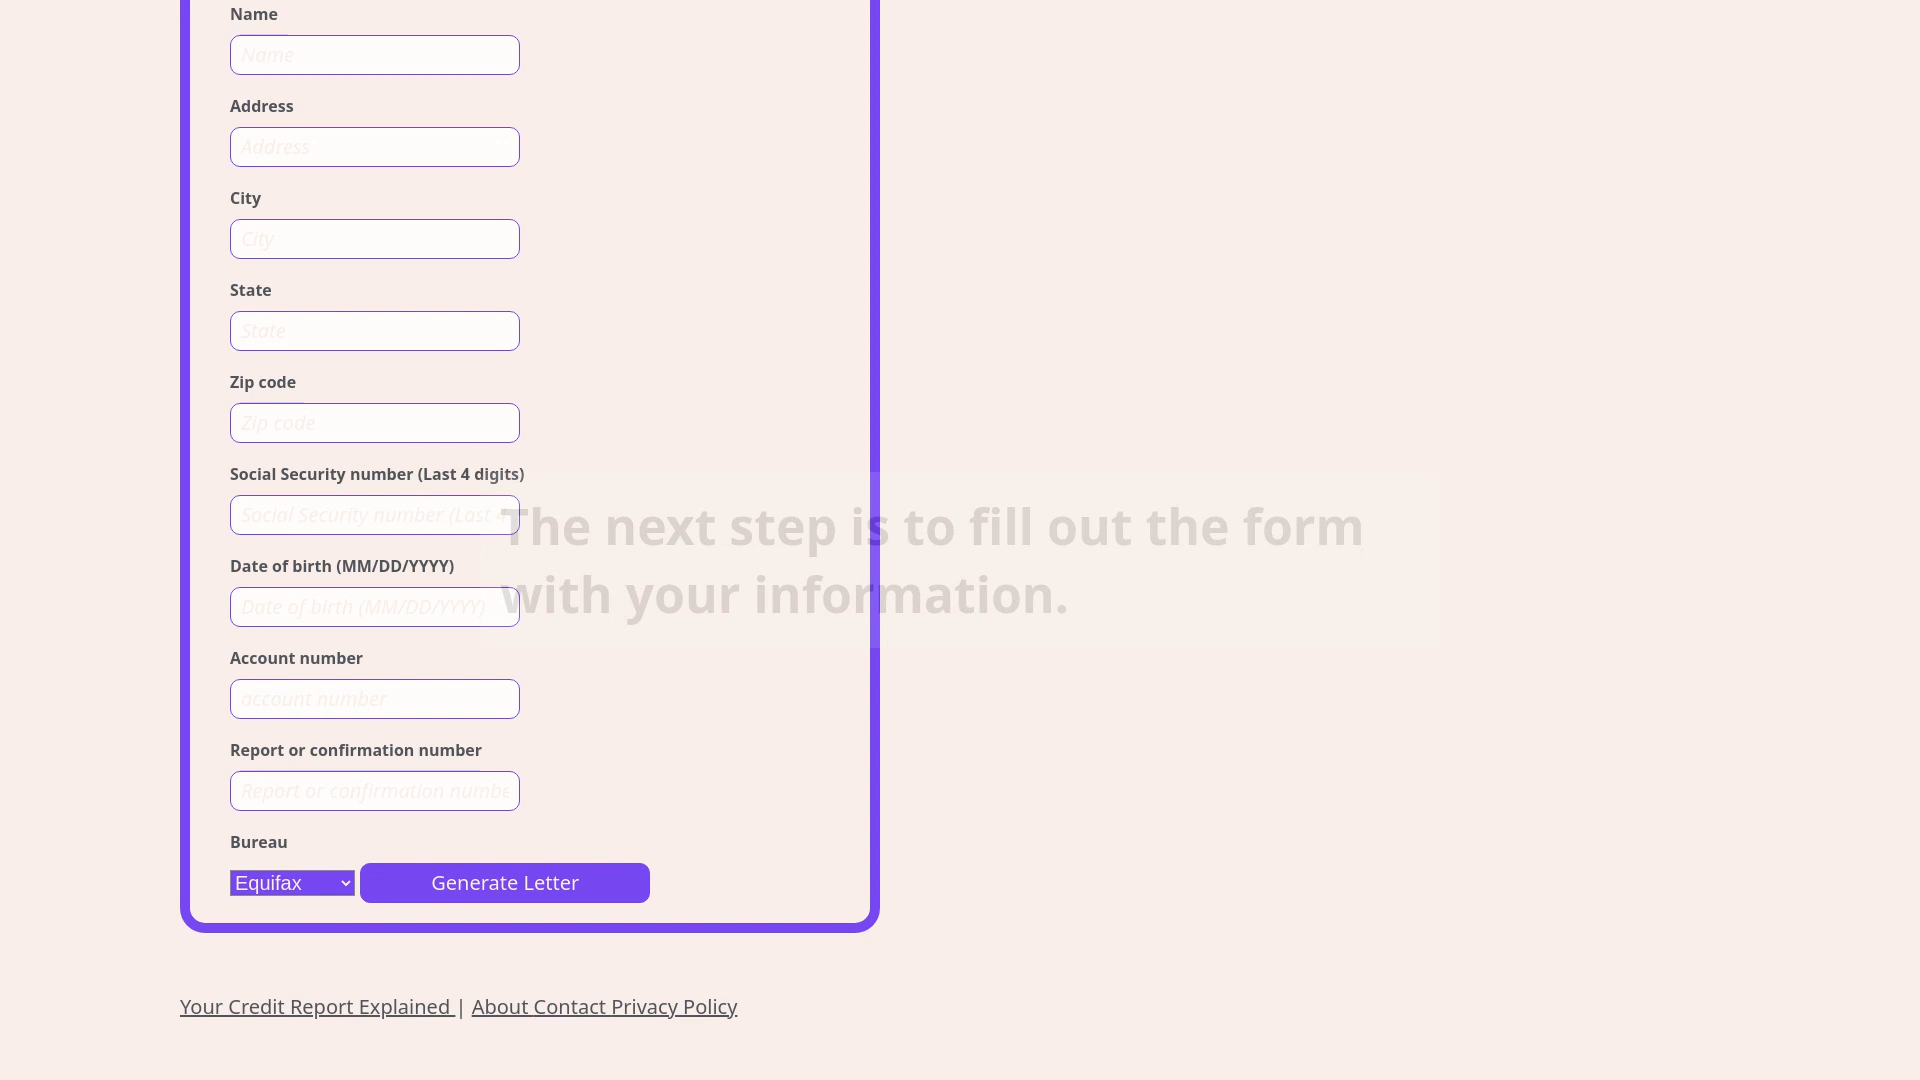 Name
Name
Address
Address
City
City
State
State
Zip code
Zip code
Social Security number (Last 4 digits)
Social Security number (Last 4
The next step is to fill out the form
with your information.
Date of birth (MM/DD/YYYY)
Date of birth (MM/DD/YYYY)
Account number
account number
Report or confirmation number
Report or confirmation numbe
Bureau
Equifax
Generate Letter
Your Credit Report Explained | About Contact Privacy Policy